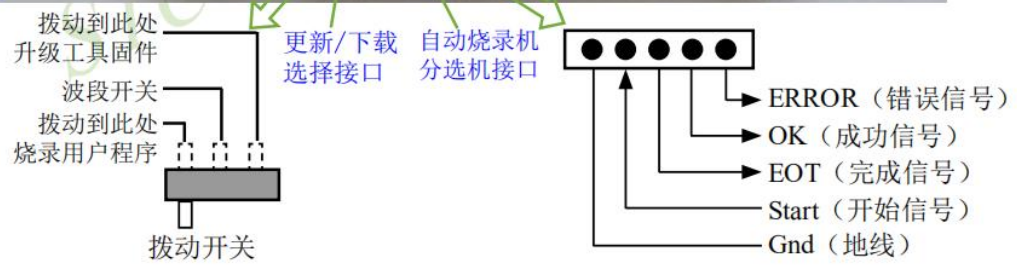 拨动到此处
升级工具固件
波段开关
拨动到此处
烧录用户程序
拨动开关
更新/下载
选择接口
自动烧录机
分选机接口
ERROR（错误信号）
OK（成功信号）
EOT（完成信号）
Start（开始信号）
Gnd（地线）
STC